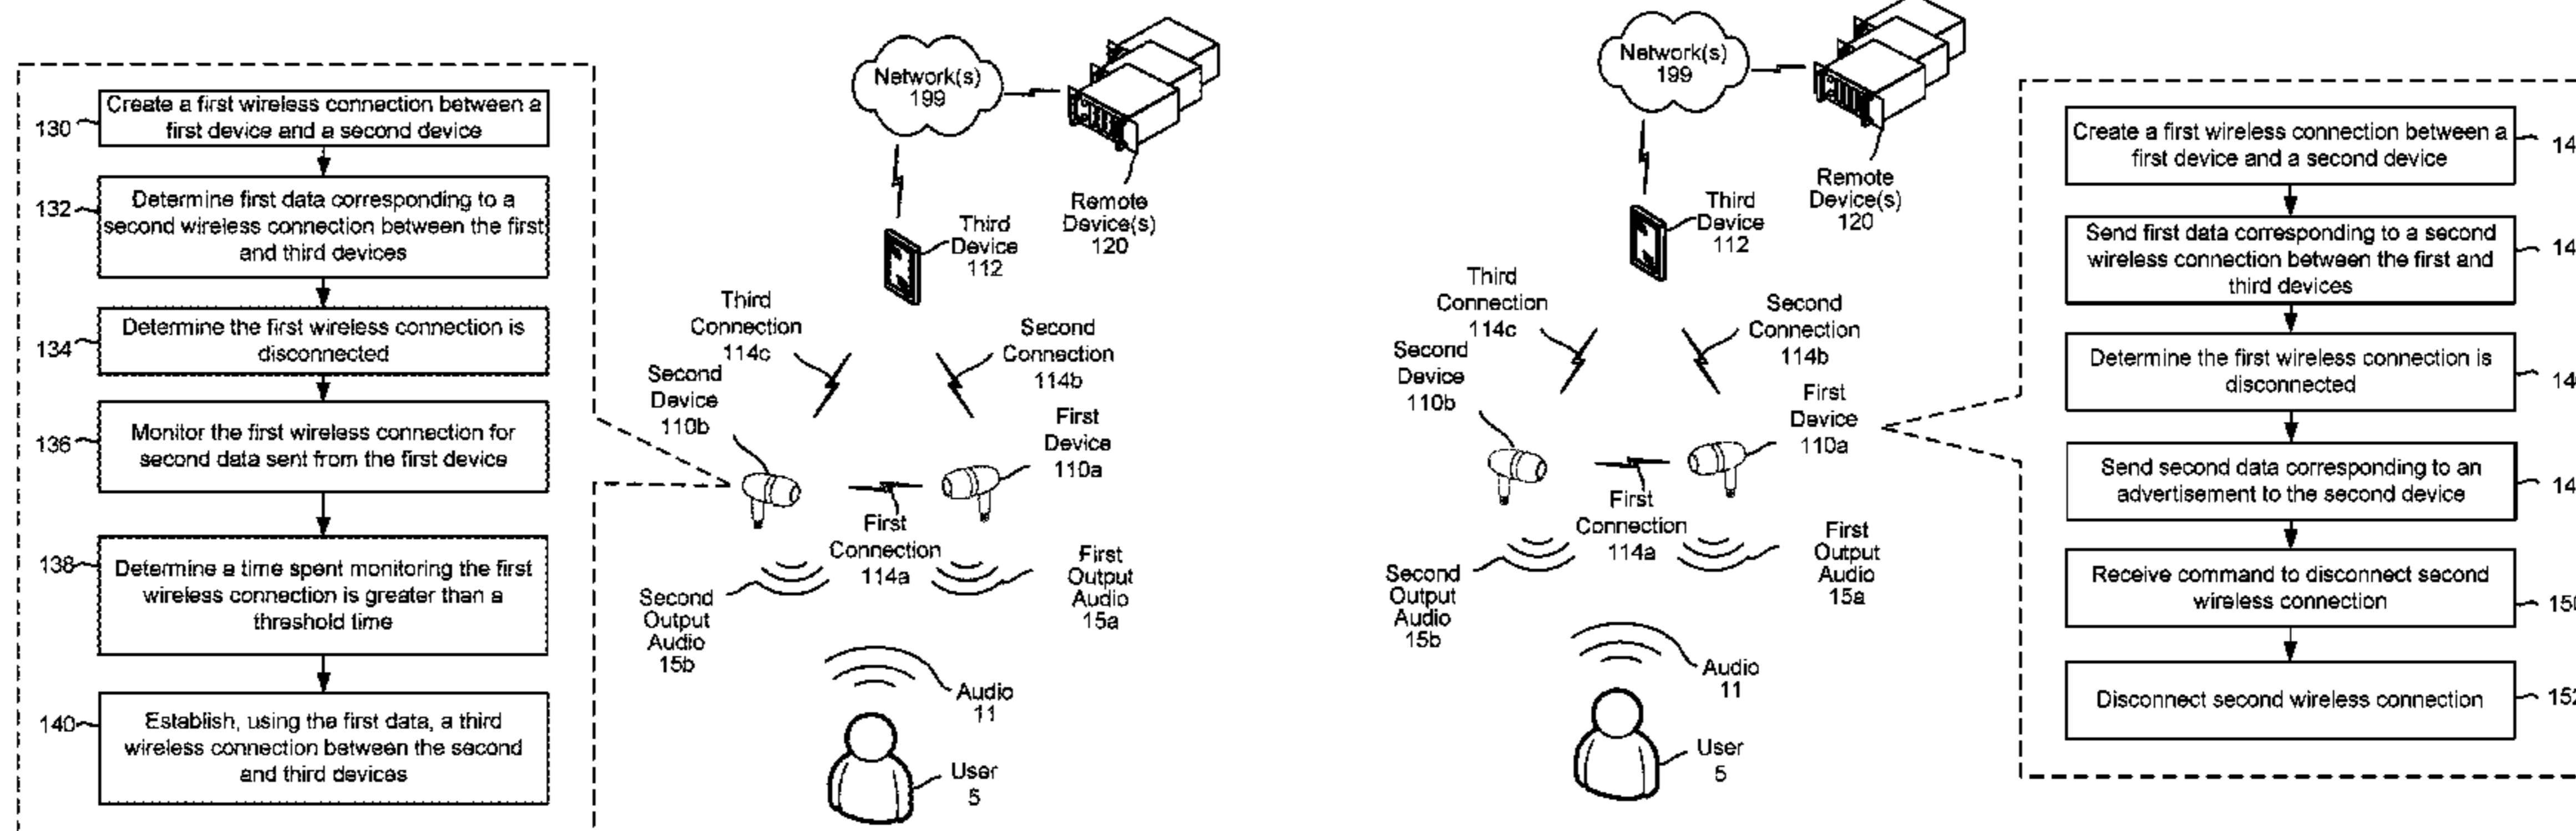 130
Create a first wireless connection between a
first device and a second device
132
Determine first data corresponding to a
second wireless connection between the first
and third devices
134
Determine the first wireless connection is
disconnected
136
Monitor the first wireless connection for
second data sent from the first device
138
Determine a time spent monitoring the first
wireless connection is greater than a
threshold time
140
Establish, using the first data, a third
wireless connection between the second
and third devices
Network(s)
199
Remote
Device(s)
120
Third
Device
112
Third
Connection
114c
Second
Connection
114b
Second
Device
110b
First
Device
110a
First
Connection
114a
Second
Output
Audio
15b
First
Output
Audio
15a
Audio
11
User
5
Network(s)
199
Remote
Device(s)
120
Third
Device
112
Third
Connection
114c
Second
Connection
114b
Second
Device
110b
First
Device
110a
First
Connection
114a
Second
Output
Audio
15b
First
Output
Audio
15a
Audio
11
User
5
Create a first wireless connection between a
first device and a second device
Send first data corresponding to a second
wireless connection between the first and
third devices
Determine the first wireless connection is
disconnected
Send second data corresponding to an
advertisement to the second device
Receive command to disconnect second
wireless connection
Disconnect second wireless connection
152